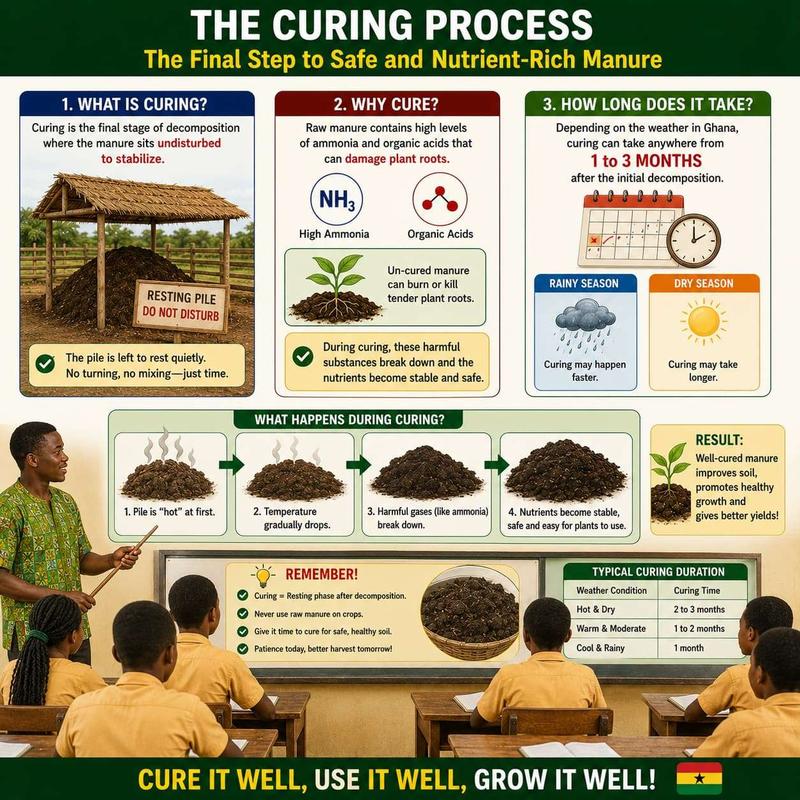 THE CURING PROCESS
The Final Step to Safe and Nutrient-Rich Manure
1. WHAT IS CURING?
Curing is the final stage of decomposition
where the manure sits undisturbed
to stabilize.
RESTING PILE
DO NOT DISTURB
The pile is left to rest quietly.
No turning, no mixing—just time.
2. WHY CURE?
Raw manure contains high levels
of ammonia and organic acids that
can damage plant roots.
NH₃
High Ammonia
Organic Acids
Un-cured manure
can burn or kill
tender plant roots.
During curing, these harmful
substances break down and the
nutrients become stable and safe.
3. HOW LONG DOES IT TAKE?
Depending on the weather in Ghana,
curing can take anywhere from
1 to 3 MONTHS
after the initial decomposition.
RAINY SEASON
Curing may happen
faster.
DRY SEASON
Curing may take
longer.
WHAT HAPPENS DURING CURING?
1. Pile is “hot” at first.
2. Temperature
gradually drops.
3. Harmful gases (like ammonia)
break down.
4. Nutrients become stable,
safe and easy for plants to use.
RESULT:
Well-cured manure
improves soil,
promotes healthy
growth and
gives better yields!
REMEMBER!
Curing = Resting phase after decomposition.
Never use raw manure on crops.
Give it time to cure for safe, healthy soil.
Patience today, better harvest tomorrow!
TYPICAL CURING DURATION
Weather Condition Curing Time
Hot & Dry 2 to 3 months
Warm & Moderate 1 to 2 months
Cool & Rainy 1 month
CURE IT WELL, USE IT WELL, GROW IT WELL!